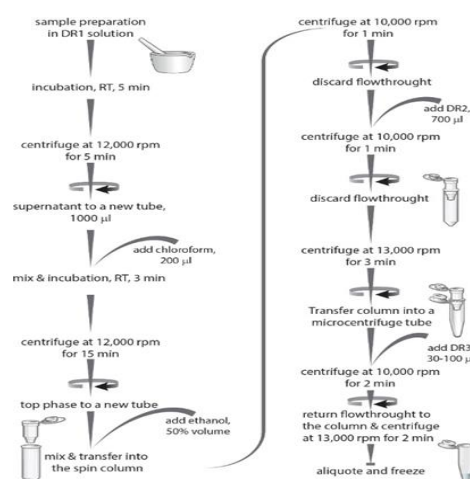 sample preparation
in DR1 solution
incubation, RT, 5 min
centrifuge at 12,000 rpm
for 5 min
supernatant to a new tube,
1000 µl
add chloroform,
200 µl
mix & incubation, RT, 3 min
centrifuge at 12,000 rpm
for 15 min
top phase to a new tube
add ethanol,
50% volume
mix & transfer into
the spin column
centrifuge at 10,000 rpm
for 1 min
discard flowthrought
add DR2,
700 µl
centrifuge at 10,000 rpm
for 1 min
discard flowthrought
centrifuge at 13,000 rpm
for 3 min
Transfer column into a
microcentrifuge tube
add DR3
30-100 µ
centrifuge at 10,000 rpm
for 2 min
return flowthrought to
the column & centrifuge
at 13,000 rpm for 2 min
aliquote and freeze